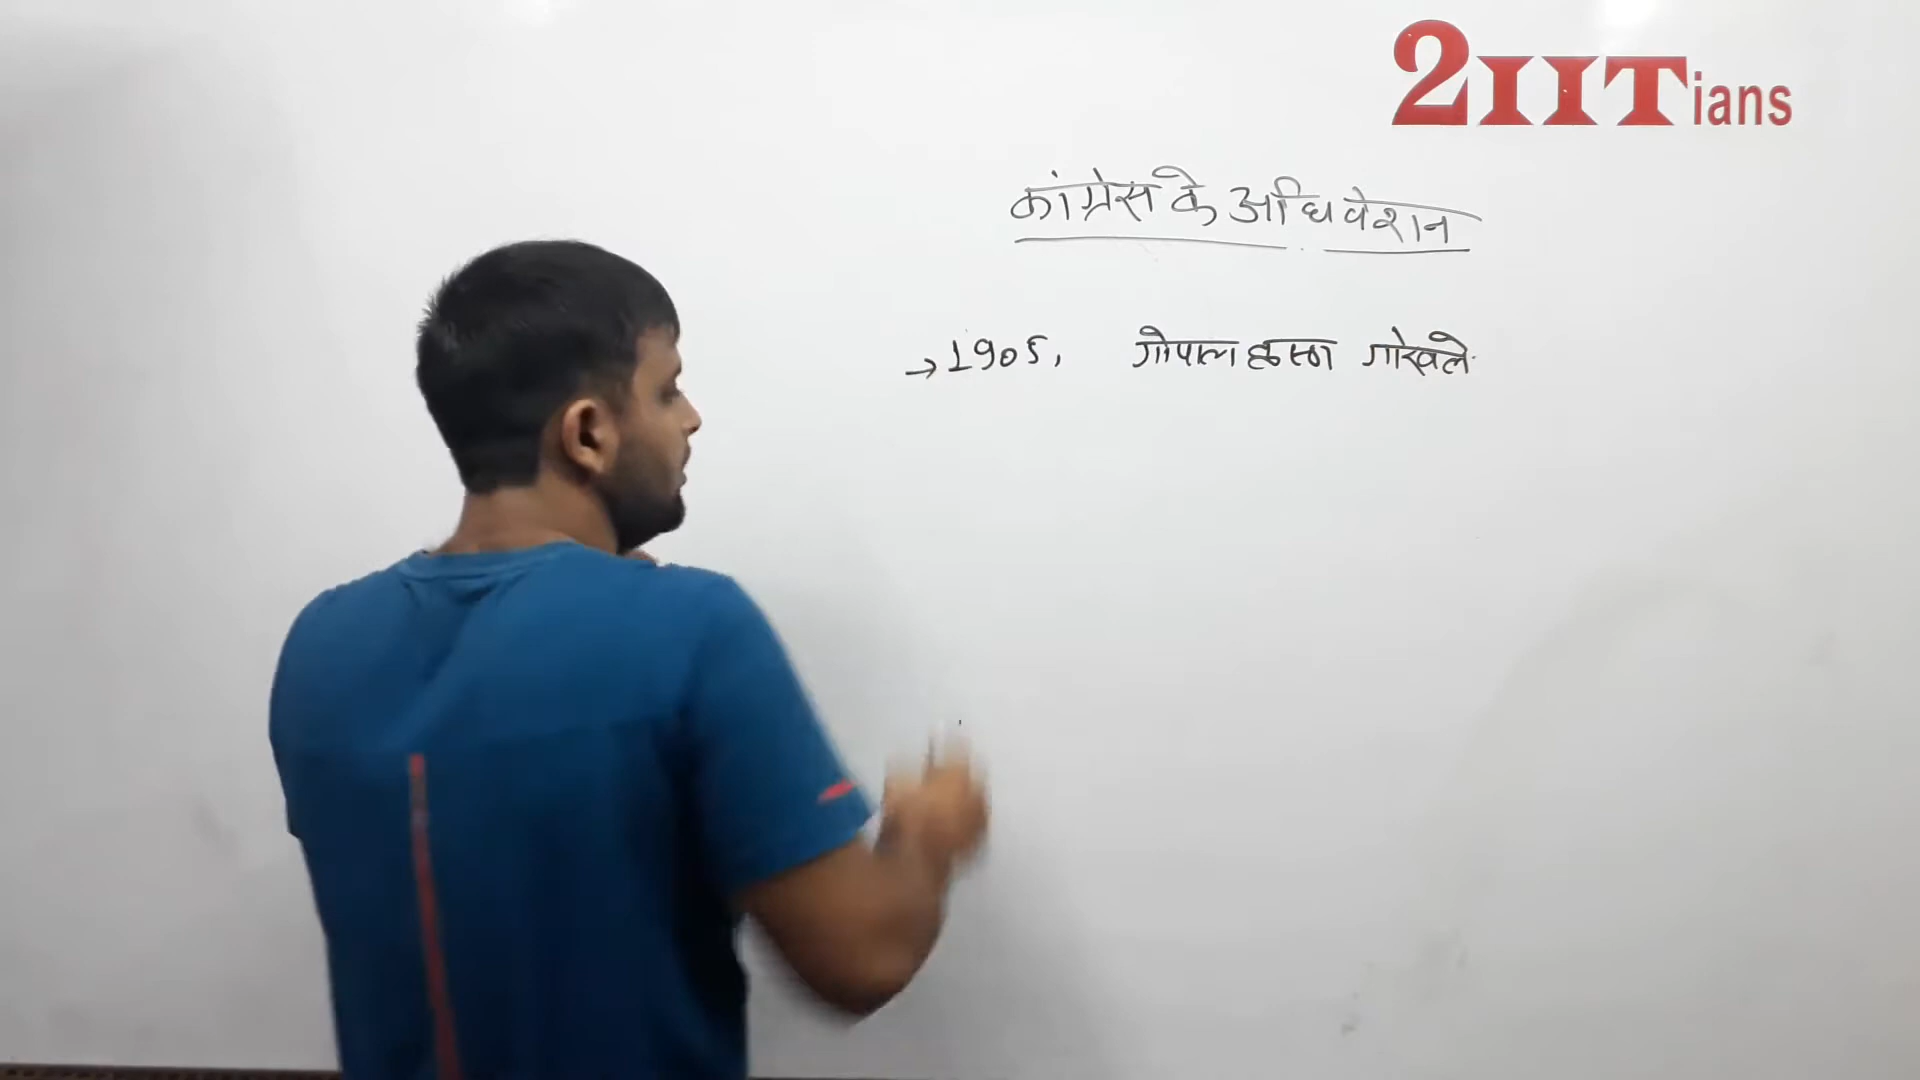 2IITians
कांग्रेस के अधिवेशन
→ 1905, गोपाल कृष्ण गोखले